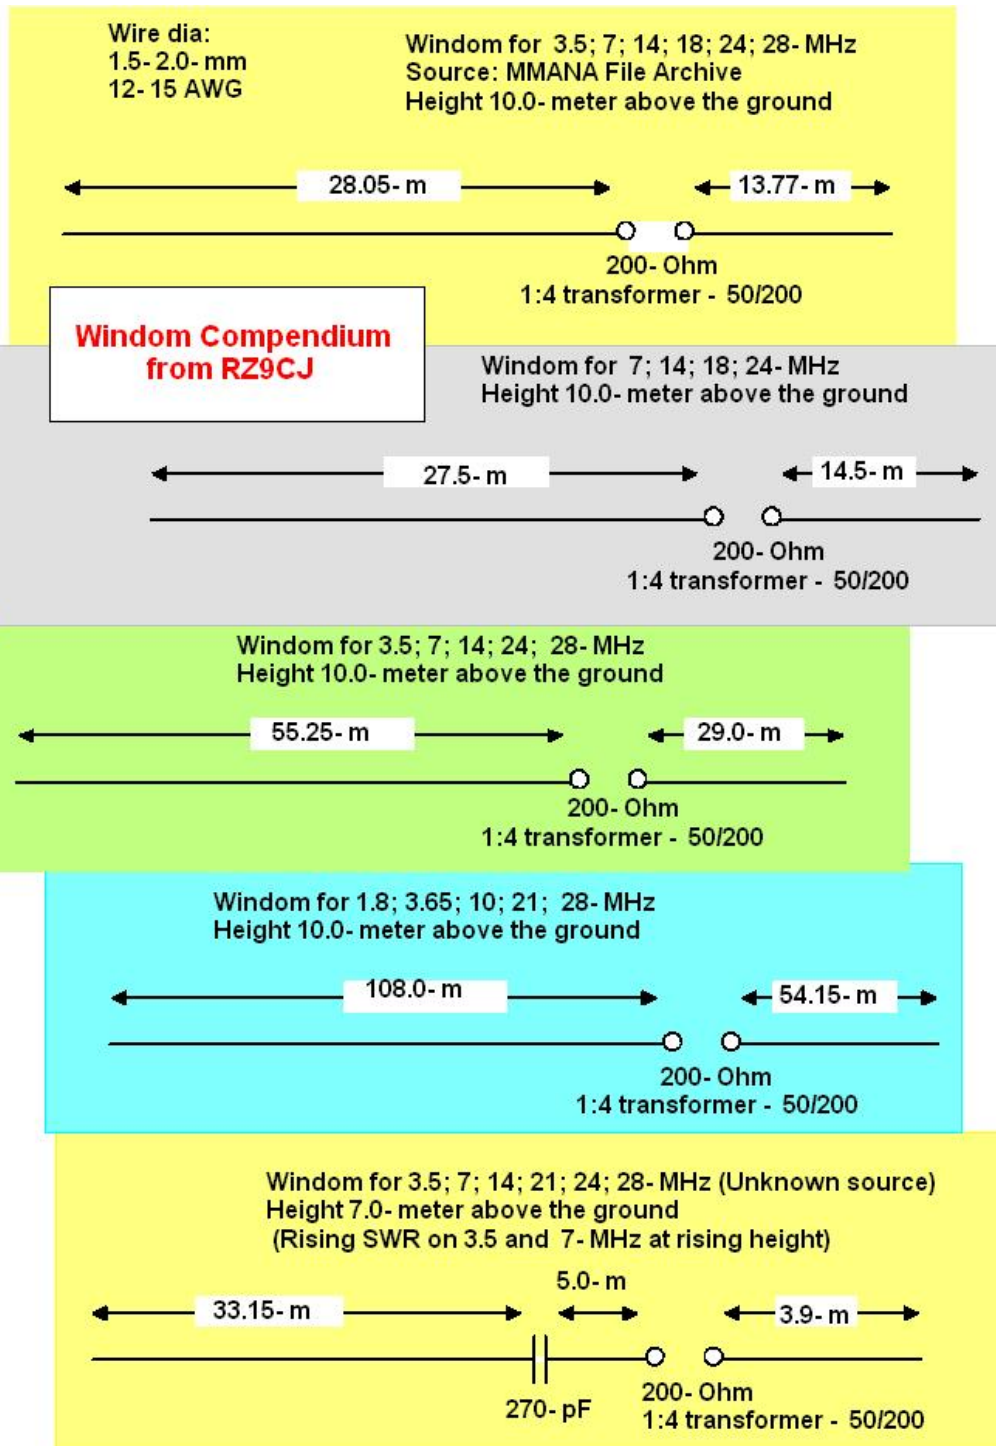 Wire dia:
1.5- 2.0- mm
12- 15 AWG
Windom for 3.5; 7; 14; 18; 24; 28- MHz
Source: MMANA File Archive
Height 10.0- meter above the ground
28.05- m
13.77- m
200- Ohm
1:4 transformer - 50/200
Windom Compendium
from RZ9CJ
Windom for 7; 14; 18; 24- MHz
Height 10.0- meter above the ground
27.5- m
14.5- m
200- Ohm
1:4 transformer - 50/200
Windom for 3.5; 7; 14; 24; 28- MHz
Height 10.0- meter above the ground
55.25- m
29.0- m
200- Ohm
1:4 transformer - 50/200
Windom for 1.8; 3.65; 10; 21; 28- MHz
Height 10.0- meter above the ground
108.0- m
54.15- m
200- Ohm
1:4 transformer - 50/200
Windom for 3.5; 7; 14; 21; 24; 28- MHz (Unknown source)
Height 7.0- meter above the ground
(Rising SWR on 3.5 and 7- MHz at rising height)
5.0- m
33.15- m
3.9- m
270- pF
200- Ohm
1:4 transformer - 50/200